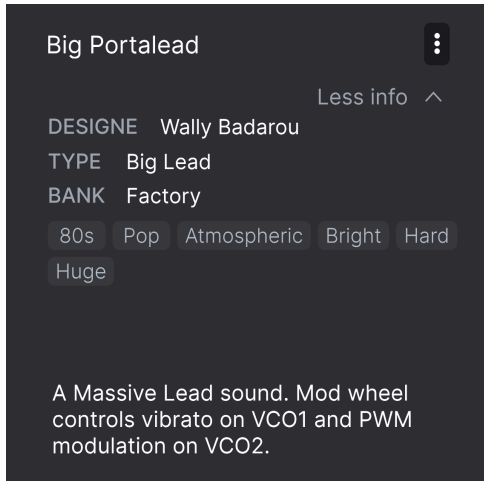 Big Portalead
Less info
DESIGNE Wally Badarou
TYPE Big Lead
BANK Factory
80s Pop Atmospheric Bright Hard
Huge
A Massive Lead sound. Mod wheel
controls vibrato on VCO1 and PWM
modulation on VCO2.